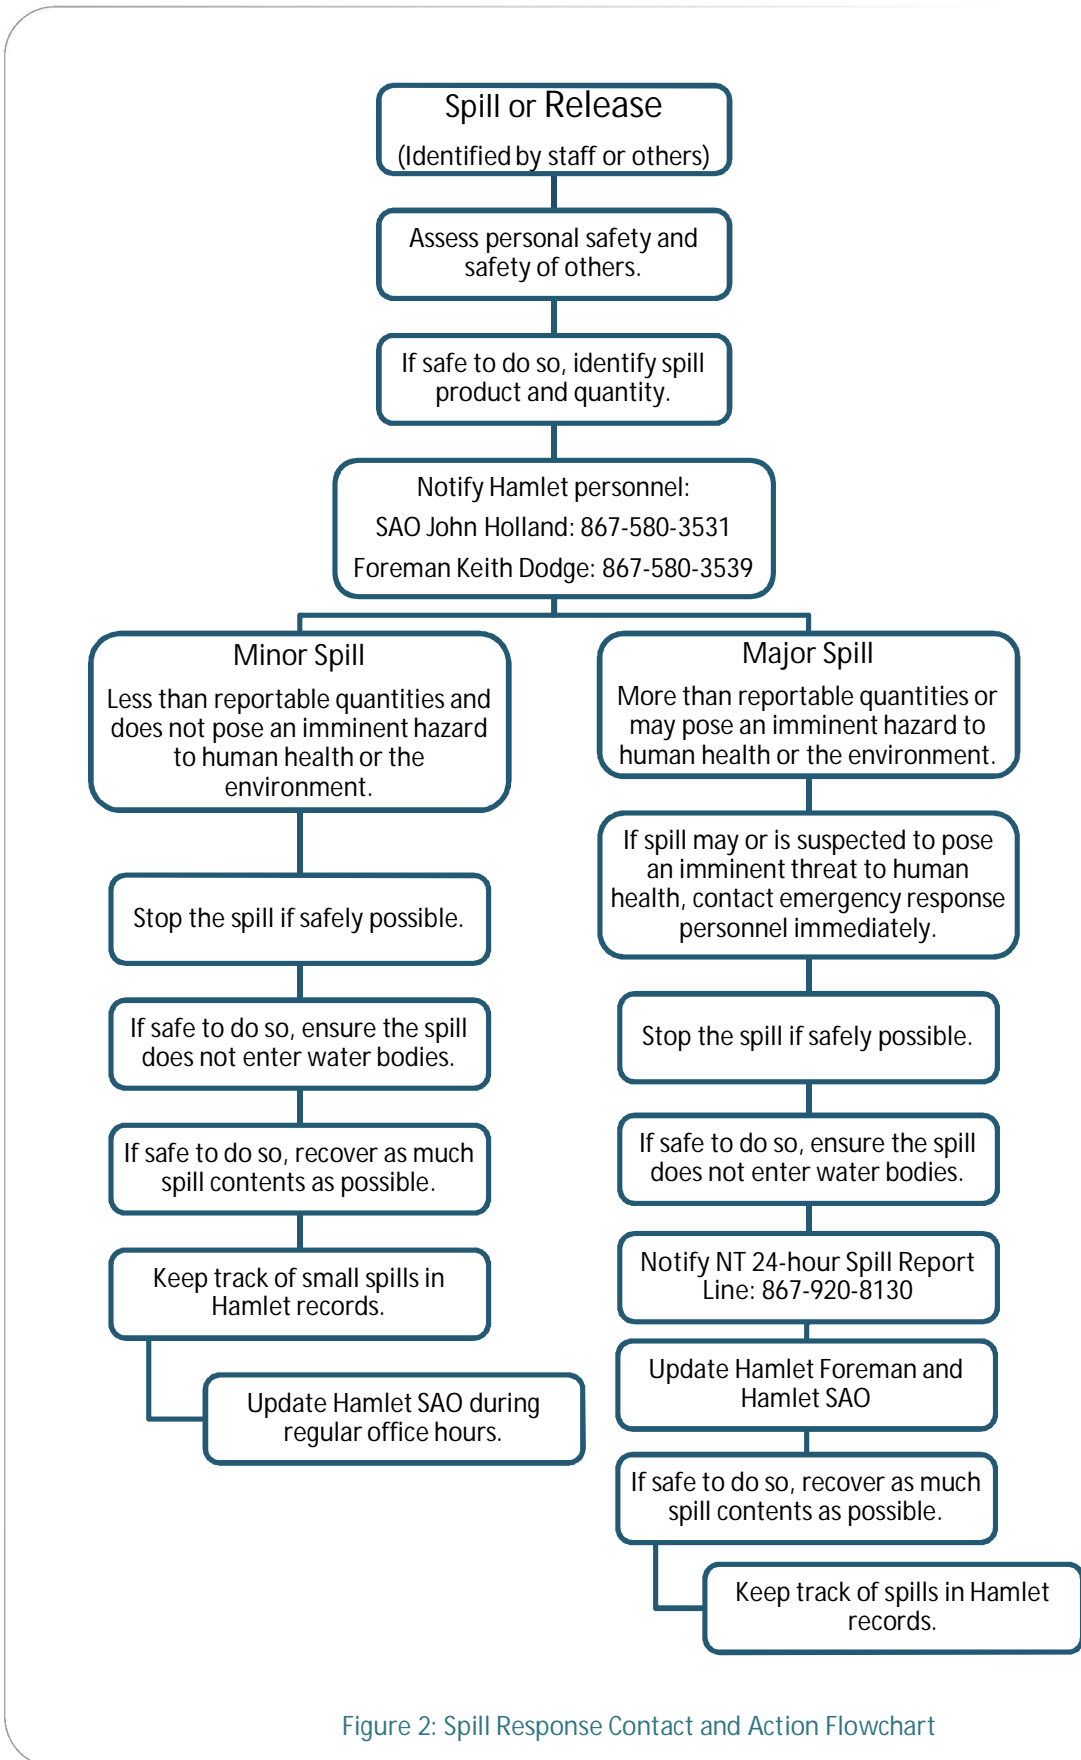 Spill or Release
(Identified by staff or others)
Assess personal safety and
safety of others.
If safe to do so, identify spill
product and quantity.
Notify Hamlet personnel:
SAO John Holland: 867-580-3531
Foreman Keith Dodge: 867-580-3539
Minor Spill
Less than reportable quantities and
does not pose an imminent hazard
to human health or the
environment.
Stop the spill if safely possible.
If safe to do so, ensure the spill
does not enter water bodies.
If safe to do so, recover as much
spill contents as possible.
Keep track of small spills in
Hamlet records.
Update Hamlet SAO during
regular office hours.
Major Spill
More than reportable quantities or
may pose an imminent hazard to
human health or the environment.
If spill may or is suspected to pose
an imminent threat to human
health, contact emergency response
personnel immediately.
Stop the spill if safely possible.
If safe to do so, ensure the spill
does not enter water bodies.
Notify NT 24-hour Spill Report
Line: 867-920-8130
Update Hamlet Foreman and
Hamlet SAO
If safe to do so, recover as much
spill contents as possible.
Keep track of spills in Hamlet
records.
Figure 2: Spill Response Contact and Action Flowchart